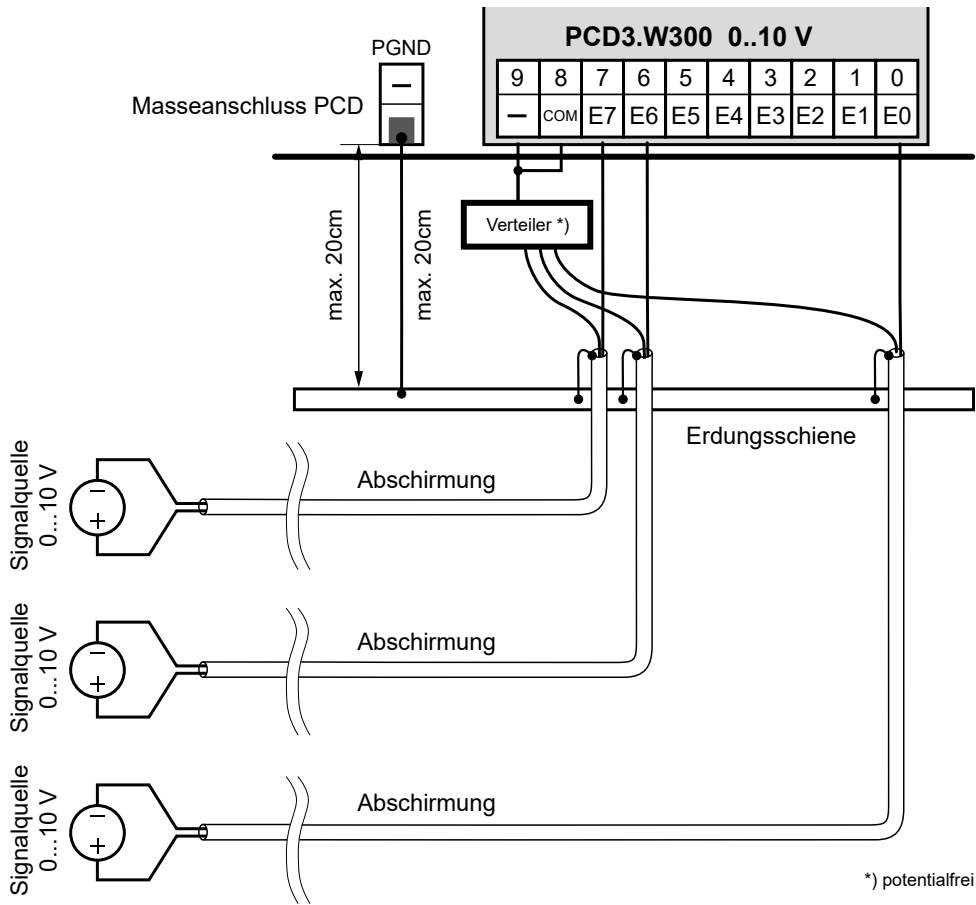 PCD3.W300 0..10 V
PGND
–
Masseanschluss PCD
9 8 7 6 5 4 3 2 1 0
– COM E7 E6 E5 E4 E3 E2 E1 E0
max. 20cm
max. 20cm
Verteiler *)
Erdungsschiene
Signalquelle
0...10 V
– +
Abschirmung
Signalquelle
0...10 V
– +
Abschirmung
Signalquelle
0...10 V
– +
Abschirmung
*) potentialfrei